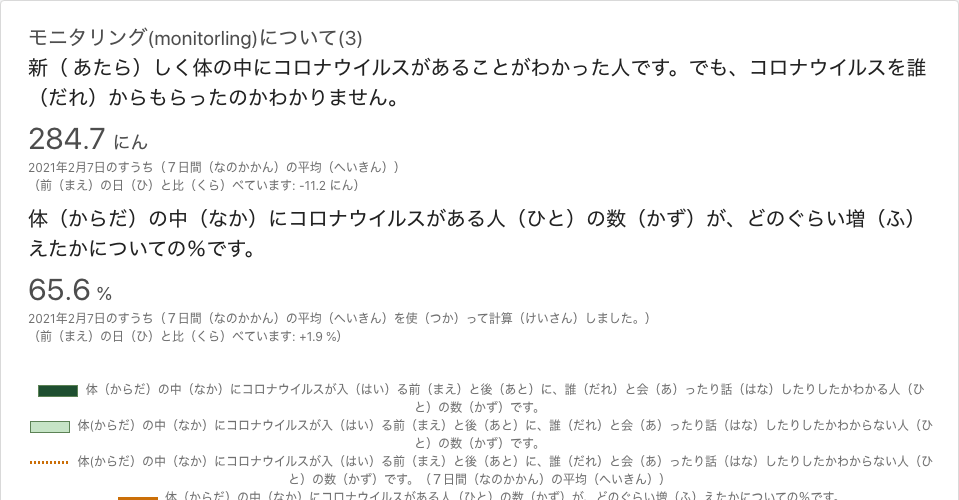 モニタリング(monitorling)について(3)
新（ あたら）しく体の中にコロナウイルスがあることがわかった人です。でも、コロナウイルスを誰
（だれ）からもらったのかわかりません。
284.7 にん
2021年2月7日のすうち（７日間（なのかかん）の平均（へいきん））
（前（まえ）の日（ひ）と比（くら）べています: -11.2 にん）
体（からだ）の中（なか）にコロナウイルスがある人（ひと）の数（かず）が、どのぐらい増（ふ）
えたかについての％です。
65.6 %
2021年2月7日のすうち（７日間（なのかかん）の平均（へいきん）を使（つか）って計算（けいさん）しました。）
（前（まえ）の日（ひ）と比（くら）べています: +1.9 %）
体（からだ）の中（なか）にコロナウイルスが入（はい）る前（まえ）と後（あと）に、誰（だれ）と会（あ）ったり話（はな）したりしたかわかる人（ひ
と）の数（かず）です。
体(からだ）の中（なか）にコロナウイルスが入（はい）る前（まえ）と後（あと）に、誰（だれ）と会（あ）ったり話（はな）したりしたかわからない人（ひ
と）の数（かず）です。
体(からだ）の中（なか）にコロナウイルスが入（はい）る前（まえ）と後（あと）に、誰（だれ）と会（あ）ったり話（はな）したりしたかわからない人（ひ
と）の数（かず）です。（７日間（なのかかん）の平均（へいきん））
体（からだ）の中（なか）にコロナウイルスがある人（ひと）の数（かず）が、どのぐらい増（ふ）えたかについての％です。